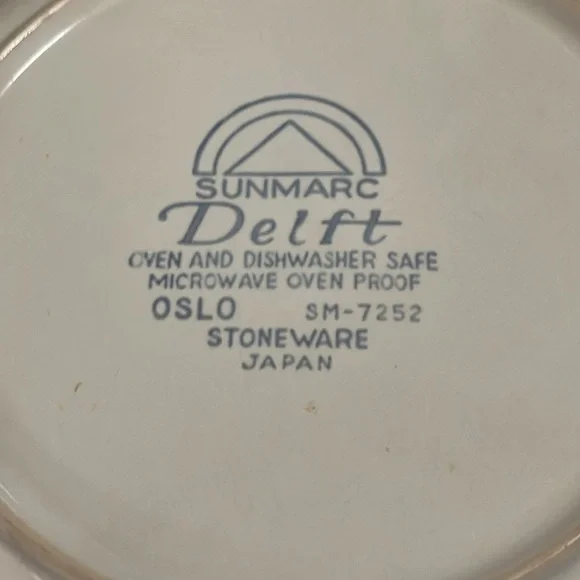 SUNMARC
Delft
OVEN AND DISHWASHER SAFE
MICROWAVE OVEN PROOF
OSLO SM-7252
STONEWARE
JAPAN